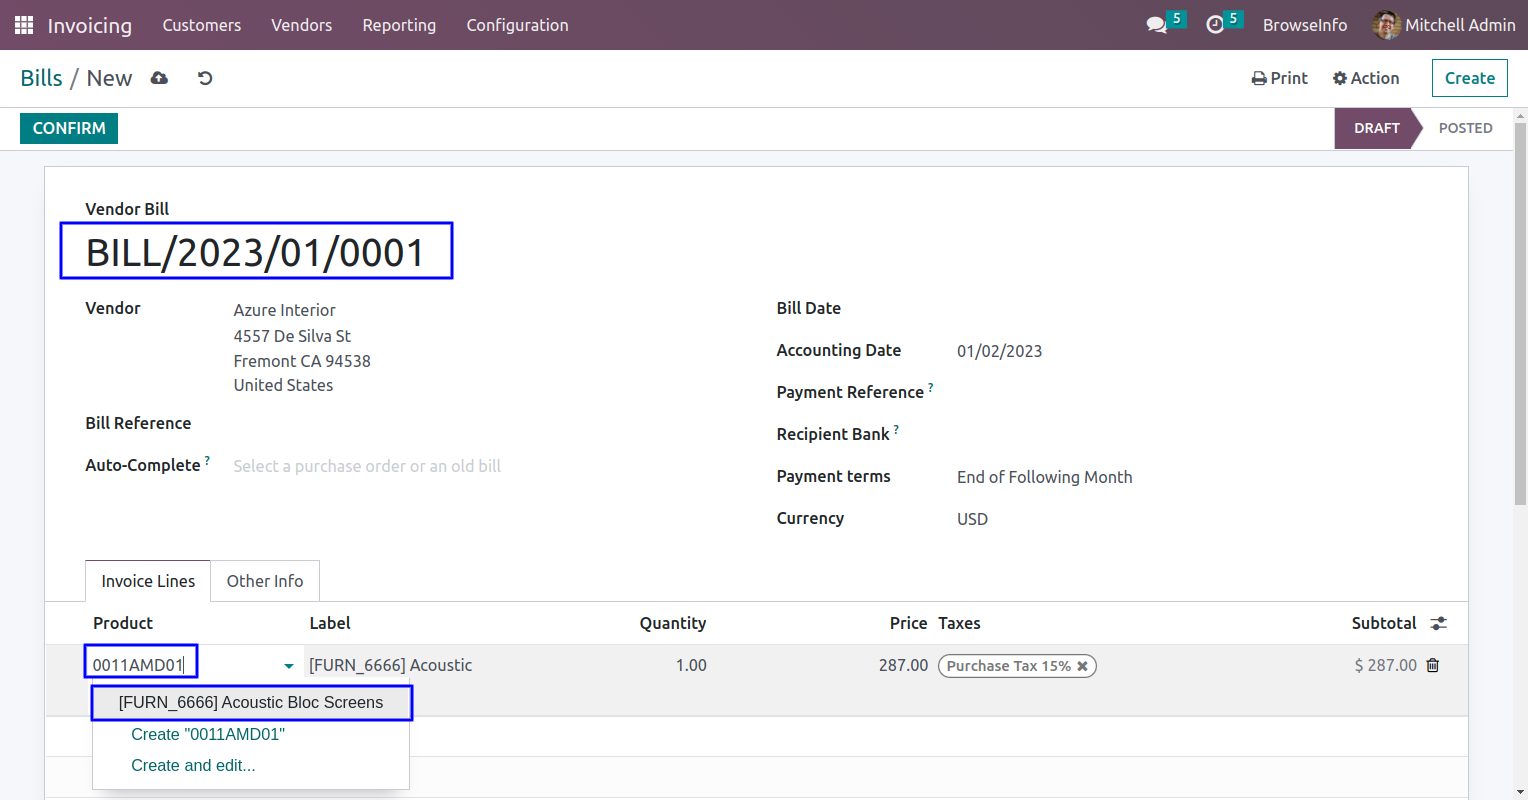 Invoicing Customers Vendors Reporting Configuration 5 5 BrowseInfo Mitchell Admin
Bills / New Print Action Create
CONFIRM DRAFT POSTED
Vendor Bill
BILL/2023/01/0001
Vendor Azure Interior
4557 De Silva St
Fremont CA 94538
United States
Bill Reference
Auto-Complete ? Select a purchase order or an old bill
Bill Date
Accounting Date 01/02/2023
Payment Reference ?
Recipient Bank ?
Payment terms End of Following Month
Currency USD
Invoice Lines Other Info
Product Label Quantity Price Taxes Subtotal
0011AMD01 [FURN_6666] Acoustic 1.00 287.00 Purchase Tax 15% $ 287.00
[FURN_6666] Acoustic Bloc Screens
Create "0011AMD01"
Create and edit...